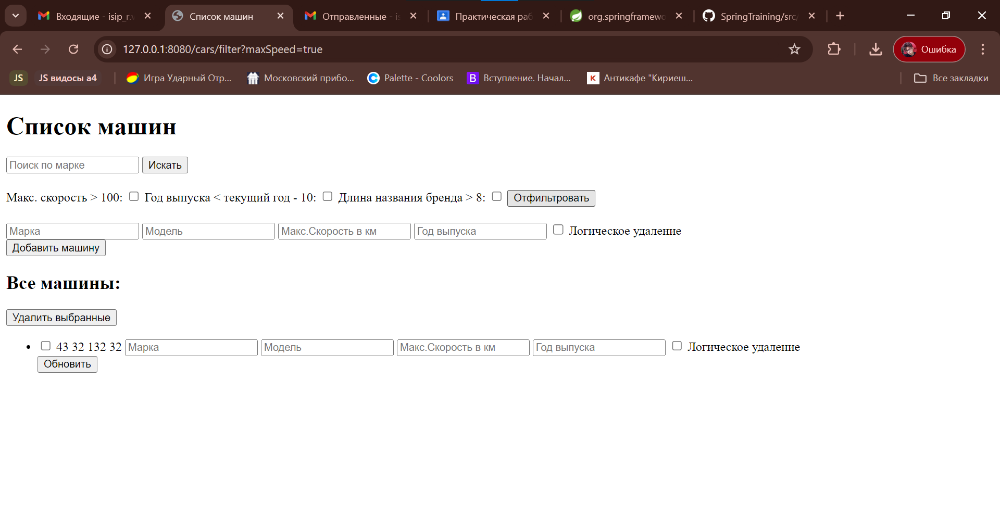 Входящие - isip_r.
Список машин
Отправленные - is
Практическая раб
org.springframewo
SpringTraining/src/
127.0.0.1:8080/cars/filter?maxSpeed=true
Ошибка
JS
JS видосы а4
Игра Ударный Отр...
Московский прибо...
Palette - Coolors
B
Вступление. Начал...
K
Антикафе "Кириеш...
Все закладки
Список машин
Поиск по марке Искать
Макс. скорость > 100: Год выпуска < текущий год - 10: Длина названия бренда > 8: Отфильтровать
Марка Модель Макс.Скорость в км Год выпуска Логическое удаление
Добавить машину
Все машины:
Удалить выбранные
43 32 132 32 Марка Модель Макс.Скорость в км Год выпуска Логическое удаление
Обновить